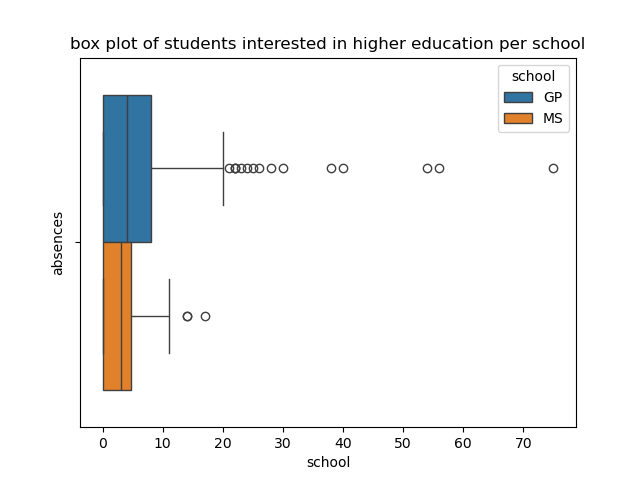 box plot of students interested in higher education per school
school
GP
MS
absences
0 10 20 30 40 50 60 70
school